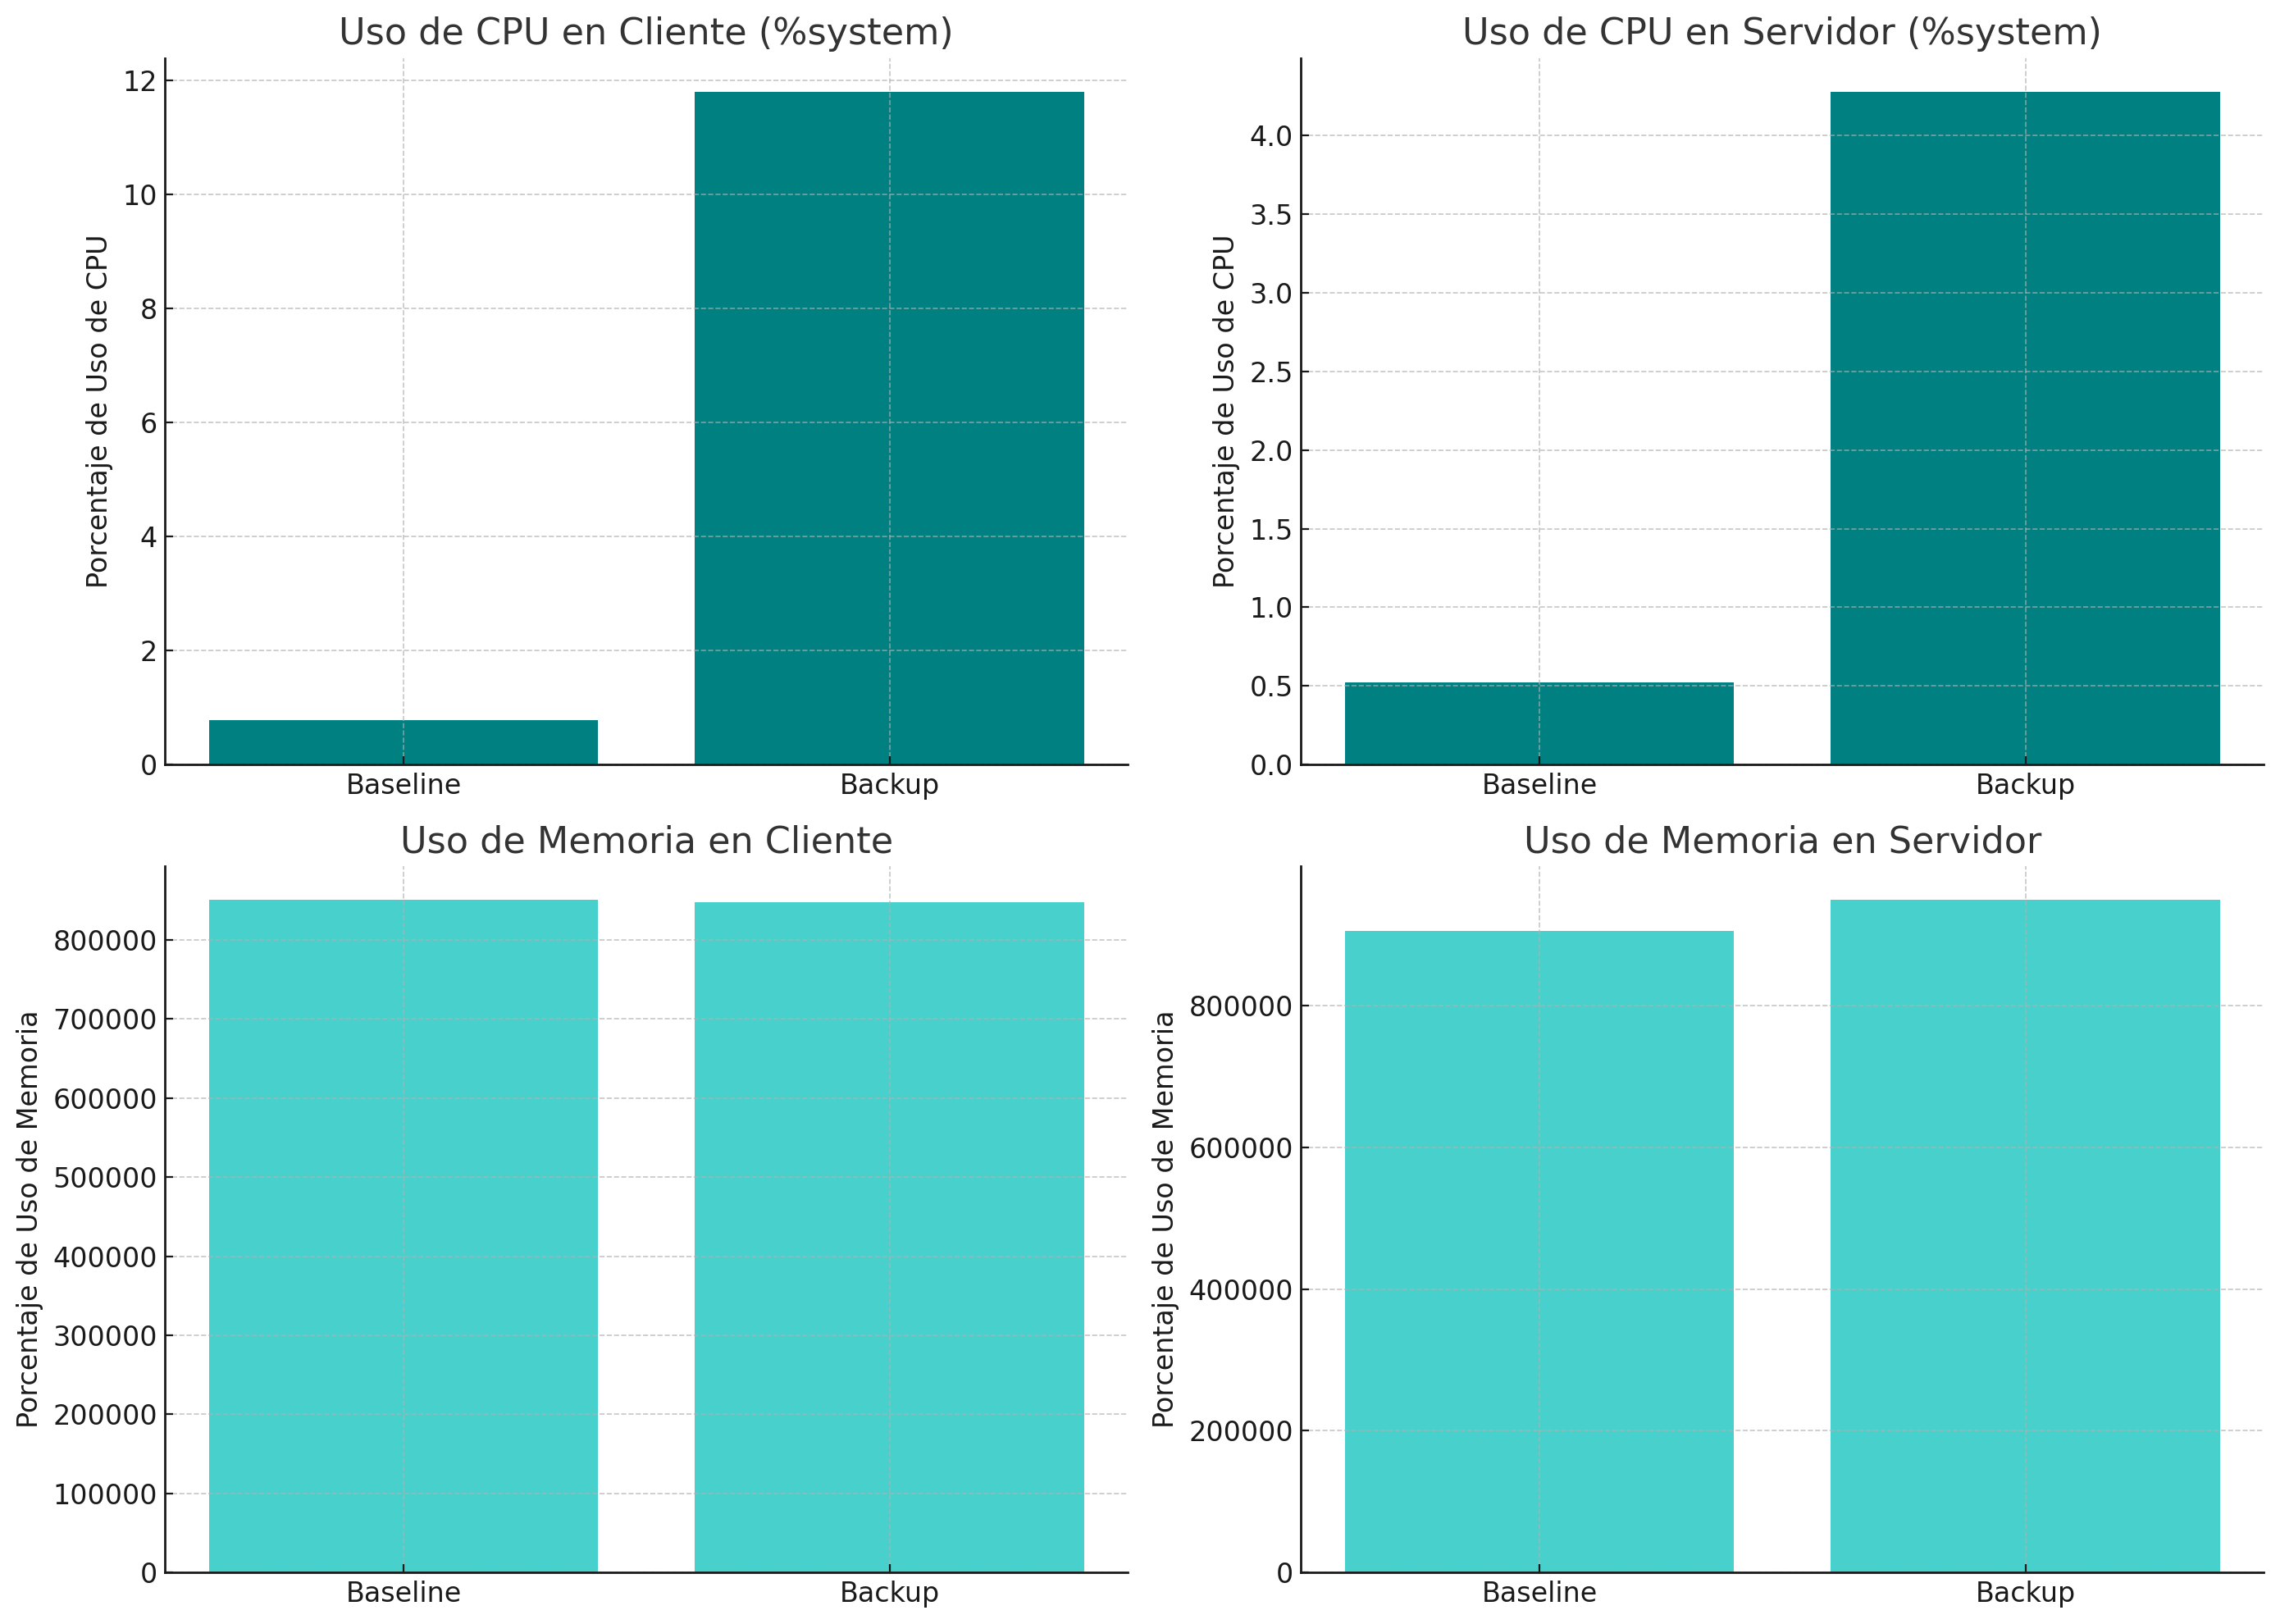 Uso de CPU en Cliente (%system)
Porcentaje de Uso de CPU
12
10
8
6
4
2
0
Baseline
Backup
Uso de CPU en Servidor (%system)
Porcentaje de Uso de CPU
4.0
3.5
3.0
2.5
2.0
1.5
1.0
0.5
0.0
Baseline
Backup
Uso de Memoria en Cliente
Porcentaje de Uso de Memoria
800000
700000
600000
500000
400000
300000
200000
100000
0
Baseline
Backup
Uso de Memoria en Servidor
Porcentaje de Uso de Memoria
800000
600000
400000
200000
0
Baseline
Backup